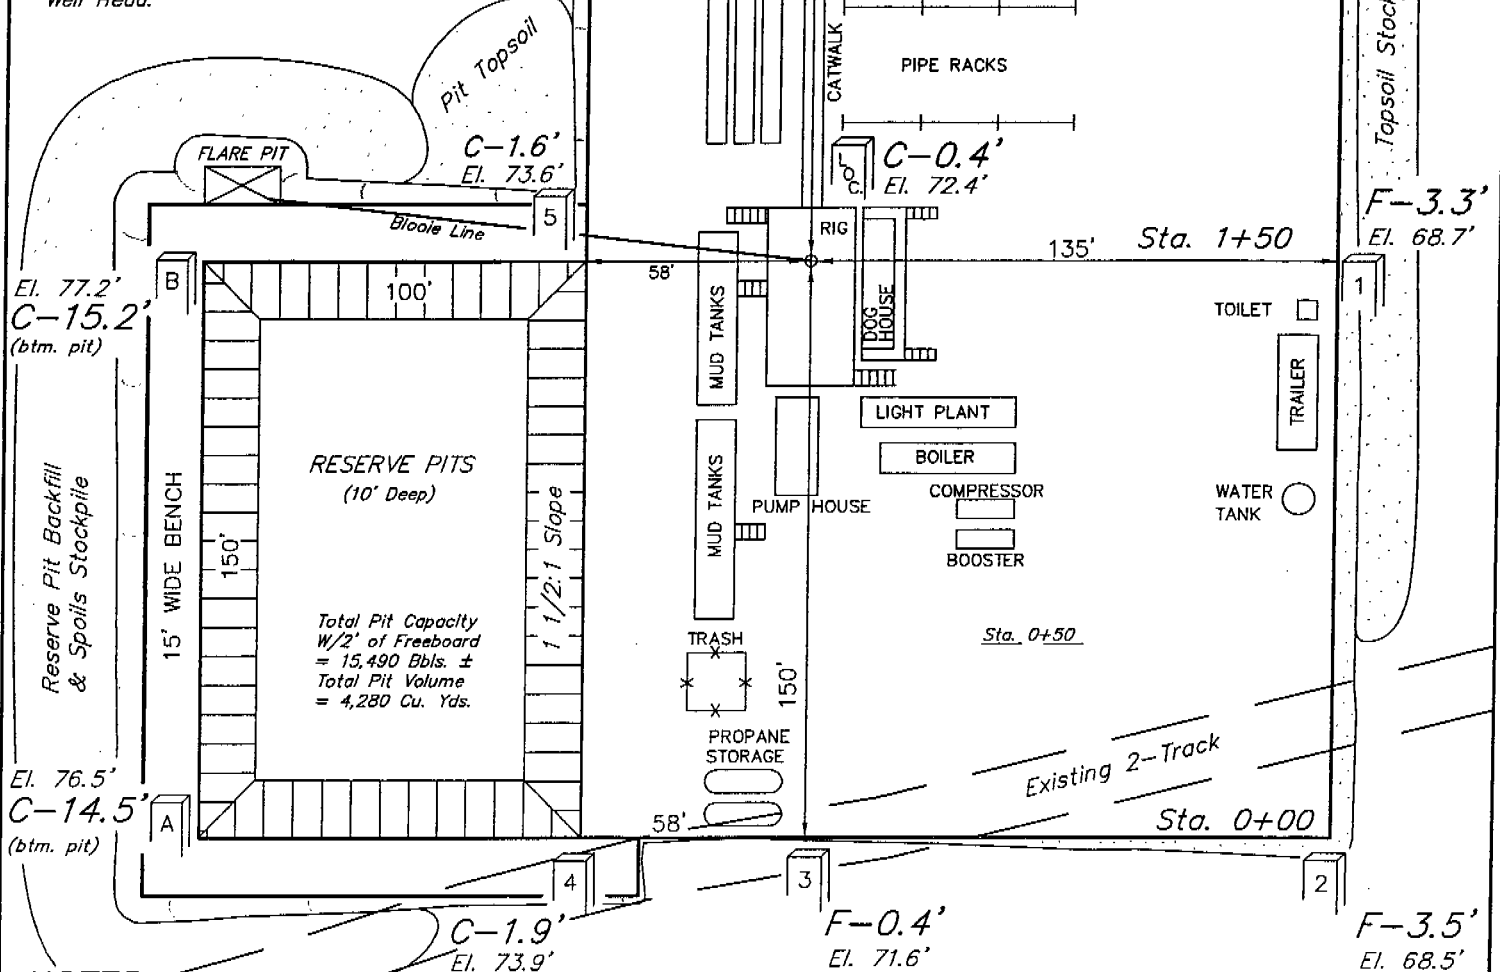 Well Head.
Pit Topsoil
CATWALK
PIPE RACKS
Topsoil
FLARE PIT
C-1.6'
El. 73.6'
5
Blooie Line
LOC.
C-0.4'
El. 72.4'
RIG
F-3.3'
El. 68.7'
135'
Sta. 1+50
58'
1
B
El. 77.2'
C-15.2'
(btm. pit)
100'
MUD TANKS
DOG
HOUSE
TOILET
TRAILER
LIGHT PLANT
BOILER
RESERVE PITS
(10' Deep)
MUD TANKS
PUMP HOUSE
COMPRESSOR
BOOSTER
WATER
TANK
Reserve Pit Backfill
& Spoils Stockpile
15' WIDE BENCH
150'
1 1/2:1 Slope
Total Pit Capacity
W/2' of Freeboard
= 15,490 Bbls. ±
Total Pit Volume
= 4,280 Cu. Yds.
TRASH
Sta. 0+50
150'
PROPANE
STORAGE
Existing 2-Track
El. 76.5'
C-14.5'
(btm. pit)
A
58'
Sta. 0+00
4
3
2
C-1.9'
El. 73.9'
F-0.4'
El. 71.6'
F-3.5'
El. 68.5'